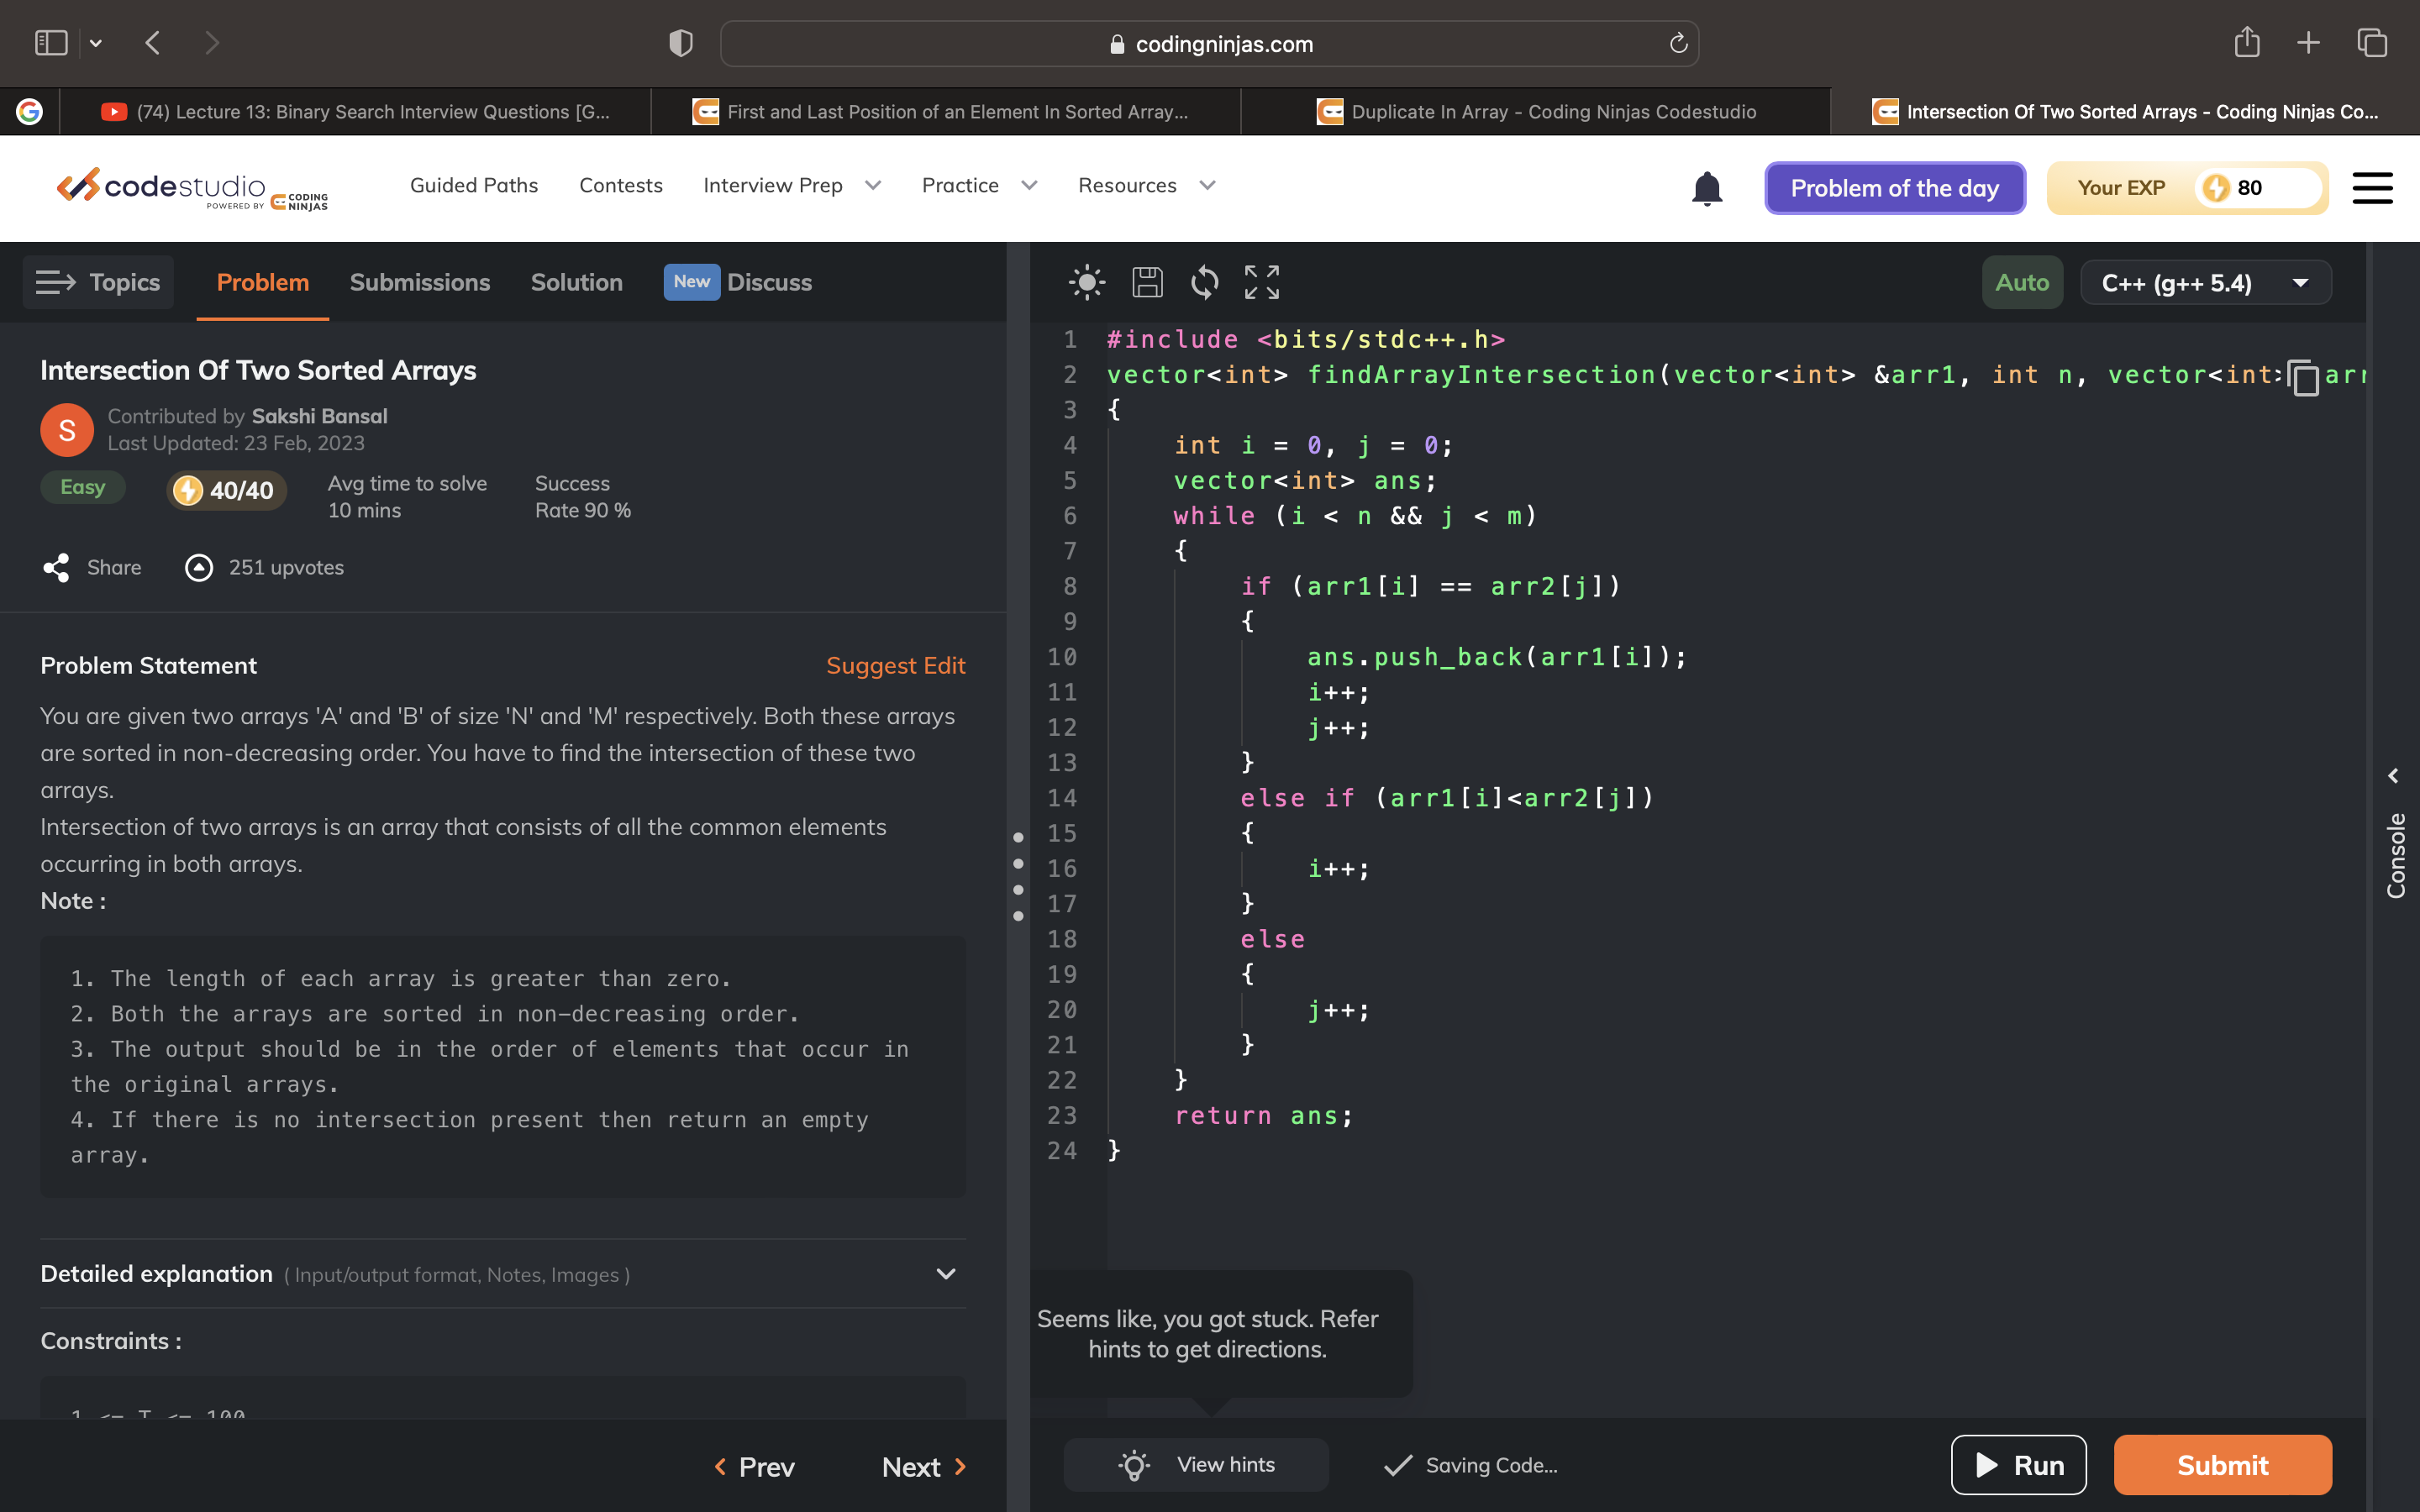 codingninjas.com
(74) Lecture 13: Binary Search Interview Questions [G...
First and Last Position of an Element In Sorted Array...
Duplicate In Array - Coding Ninjas Codestudio
Intersection Of Two Sorted Arrays - Coding Ninjas Co...
codestudio
POWERED BY CODING NINJAS
Guided Paths
Contests
Interview Prep
Practice
Resources
Problem of the day
Your EXP 80
Topics
Problem
Submissions
Solution
New Discuss
Auto
C++ (g++ 5.4)
Intersection Of Two Sorted Arrays
S
Contributed by Sakshi Bansal
Last Updated: 23 Feb, 2023
Easy
40/40
Avg time to solve
10 mins
Success
Rate 90 %
Share
251 upvotes
Problem Statement
Suggest Edit
You are given two arrays 'A' and 'B' of size 'N' and 'M' respectively. Both these arrays
are sorted in non-decreasing order. You have to find the intersection of these two
arrays.
Intersection of two arrays is an array that consists of all the common elements
occurring in both arrays.
Note :
1. The length of each array is greater than zero.
2. Both the arrays are sorted in non-decreasing order.
3. The output should be in the order of elements that occur in
the original arrays.
4. If there is no intersection present then return an empty
array.
Detailed explanation ( Input/output format, Notes, Images )
Constraints :
1 <= T <= 100
Prev
Next
1 #include <bits/stdc++.h>
2 vector<int> findArrayIntersection(vector<int> &arr1, int n, vector<int> arr
3 {
4 int i = 0, j = 0;
5 vector<int> ans;
6 while (i < n && j < m)
7 {
8 if (arr1[i] == arr2[j])
9 {
10 ans.push_back(arr1[i]);
11 i++;
12 j++;
13 }
14 else if (arr1[i]<arr2[j])
15 {
16 i++;
17 }
18 else
19 {
20 j++;
21 }
22 }
23 return ans;
24 }
Console
Seems like, you got stuck. Refer
hints to get directions.
View hints
Saving Code...
Run
Submit